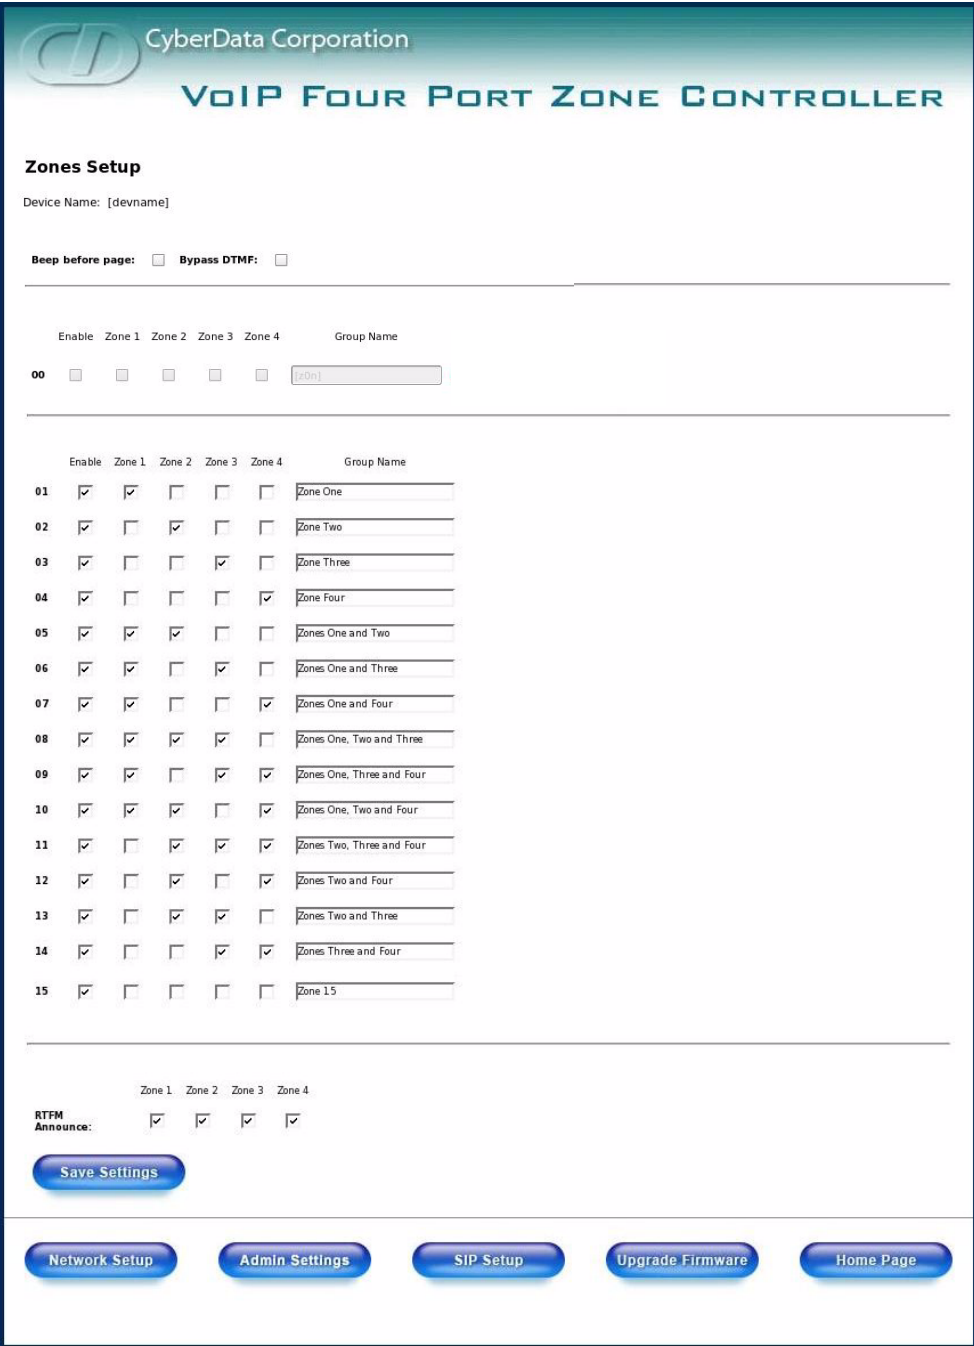 CyberData Corporation
VoIP Four Port Zone Controller
Zones Setup
Device Name: [devname]
Beep before page: Bypass DTMF:
Enable Zone 1 Zone 2 Zone 3 Zone 4 Group Name
00 [z0n]
Enable Zone 1 Zone 2 Zone 3 Zone 4 Group Name
01 Zone One
02 Zone Two
03 Zone Three
04 Zone Four
05 Zones One and Two
06 Zones One and Three
07 Zones One and Four
08 Zones One, Two and Three
09 Zones One, Three and Four
10 Zones One, Two and Four
11 Zones Two, Three and Four
12 Zones Two and Four
13 Zones Two and Three
14 Zones Three and Four
15 Zone 15
Zone 1 Zone 2 Zone 3 Zone 4
RTFM
Announce:
Save Settings
Network Setup Admin Settings SIP Setup Upgrade Firmware Home Page